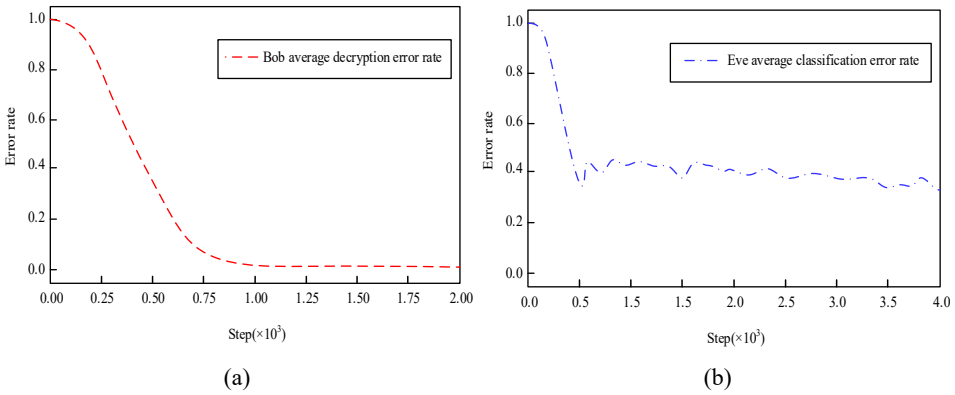 1.0
0.8
0.6
0.4
0.2
0.0
Error rate
Bob average decryption error rate
0.00 0.25 0.50 0.75 1.00 1.25 1.50 1.75 2.00
Step(×10³)
(a)
1.0
0.8
0.6
0.4
0.2
0.0
Error rate
Eve average classification error rate
0.0 0.5 1.5 1.5 2.0 2.5 3.0 3.5 4.0
Step(×10³)
(b)